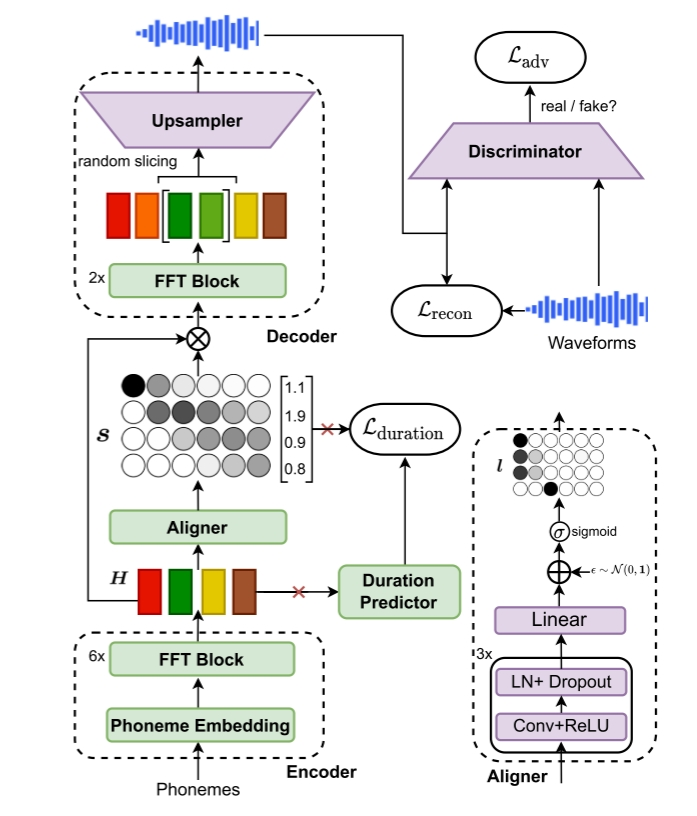 ℒadv
real / fake?
Upsampler
random slicing
Discriminator
2x
FFT Block
ℒrecon
Decoder
Waveforms
1.1
1.9
0.9
0.8
s
ℒduration
l
σ
sigmoid
Aligner
ϵ ∼ 𝒩(0, 1)
H
Duration
Predictor
Linear
3x
6x
FFT Block
LN+ Dropout
Phoneme Embedding
Conv+ReLU
Encoder
Aligner
Phonemes